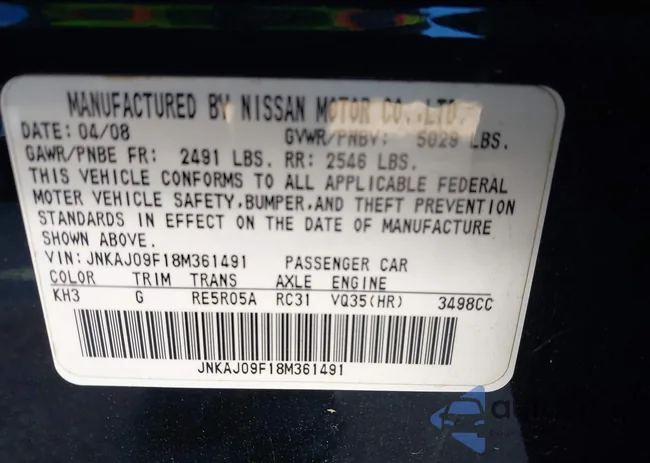 MANUFACTURED BY NISSAN MOTOR CO.,LTD.
DATE: 04/08 GVWR/PNBV: 5029 LBS.
GAWR/PNBE FR: 2491 LBS. RR: 2546 LBS.
THIS VEHICLE CONFORMS TO ALL APPLICABLE FEDERAL
MOTOR VEHICLE SAFETY,BUMPER,AND THEFT PREVENTION
STANDARDS IN EFFECT ON THE DATE OF MANUFACTURE
SHOWN ABOVE.
VIN: JNKAJ09F18M361491 PASSENGER CAR
COLOR TRIM TRANS AXLE ENGINE
KH3 G RE5R05A RC31 VQ35(HR) 3498CC
JNKAJ09F18M361491